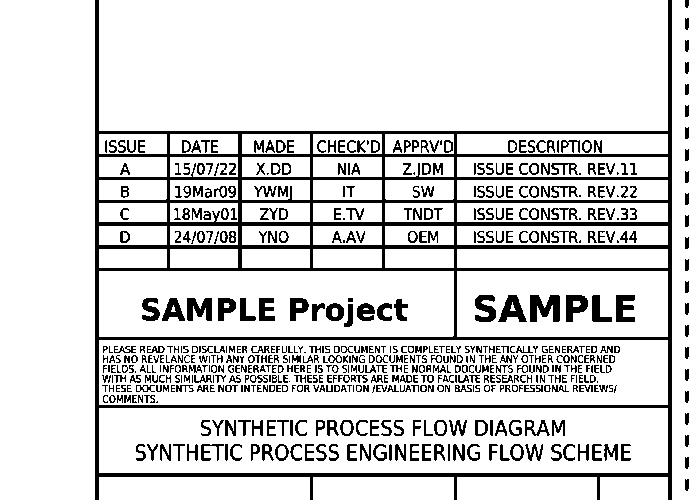 ISSUE DATE MADE CHECK'D APPRV'D DESCRIPTION
A 15/07/22 X.DD NIA Z.JDM ISSUE CONSTR. REV.11
B 19Mar09 YWMJ IT SW ISSUE CONSTR. REV.22
C 18May01 ZYD E.TV TNDT ISSUE CONSTR. REV.33
D 24/07/08 YNO A.AV OEM ISSUE CONSTR. REV.44
SAMPLE Project SAMPLE
PLEASE READ THIS DISCLAIMER CAREFULLY. THIS DOCUMENT IS COMPLETELY SYNTHETICALLY GENERATED AND
HAS NO REVELANCE WITH ANY OTHER SIMILAR LOOKING DOCUMENTS FOUND IN THE ANY OTHER CONCERNED
FIELDS. ALL INFORMATION GENERATED HERE IS TO SIMULATE THE NORMAL DOCUMENTS FOUND IN THE FIELD
WITH AS MUCH SIMILARITY AS POSSIBLE. THESE EFFORTS ARE MADE TO FACILATE RESEARCH IN THE FIELD.
THESE DOCUMENTS ARE NOT INTENDED FOR VALIDATION /EVALUATION ON BASIS OF PROFESSIONAL REVIEWS/
COMMENTS.
SYNTHETIC PROCESS FLOW DIAGRAM
SYNTHETIC PROCESS ENGINEERING FLOW SCHEME